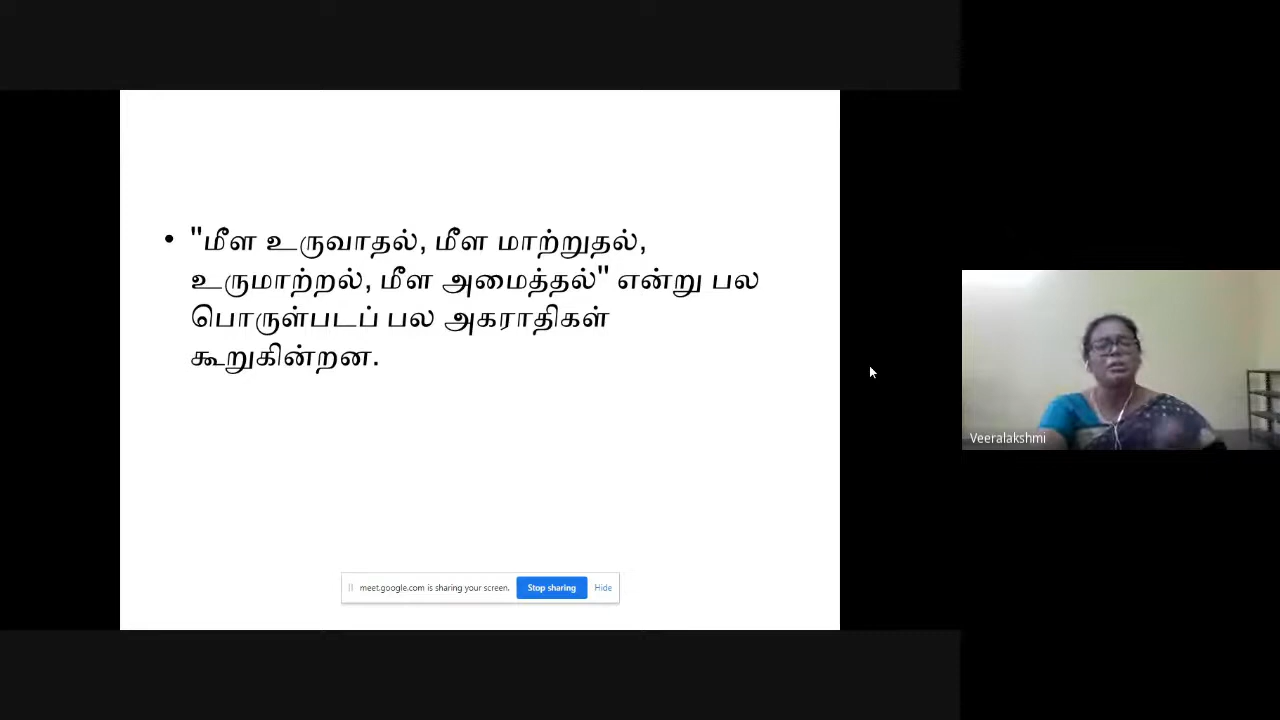 • "மீள உருவாதல், மீள மாற்றுதல்,
உருமாற்றல், மீள அமைத்தல்" என்று பல
பொருள்படப் பல அகராதிகள்
கூறுகின்றன.
Veeralakshmi
meet.google.com is sharing your screen. Stop sharing Hide